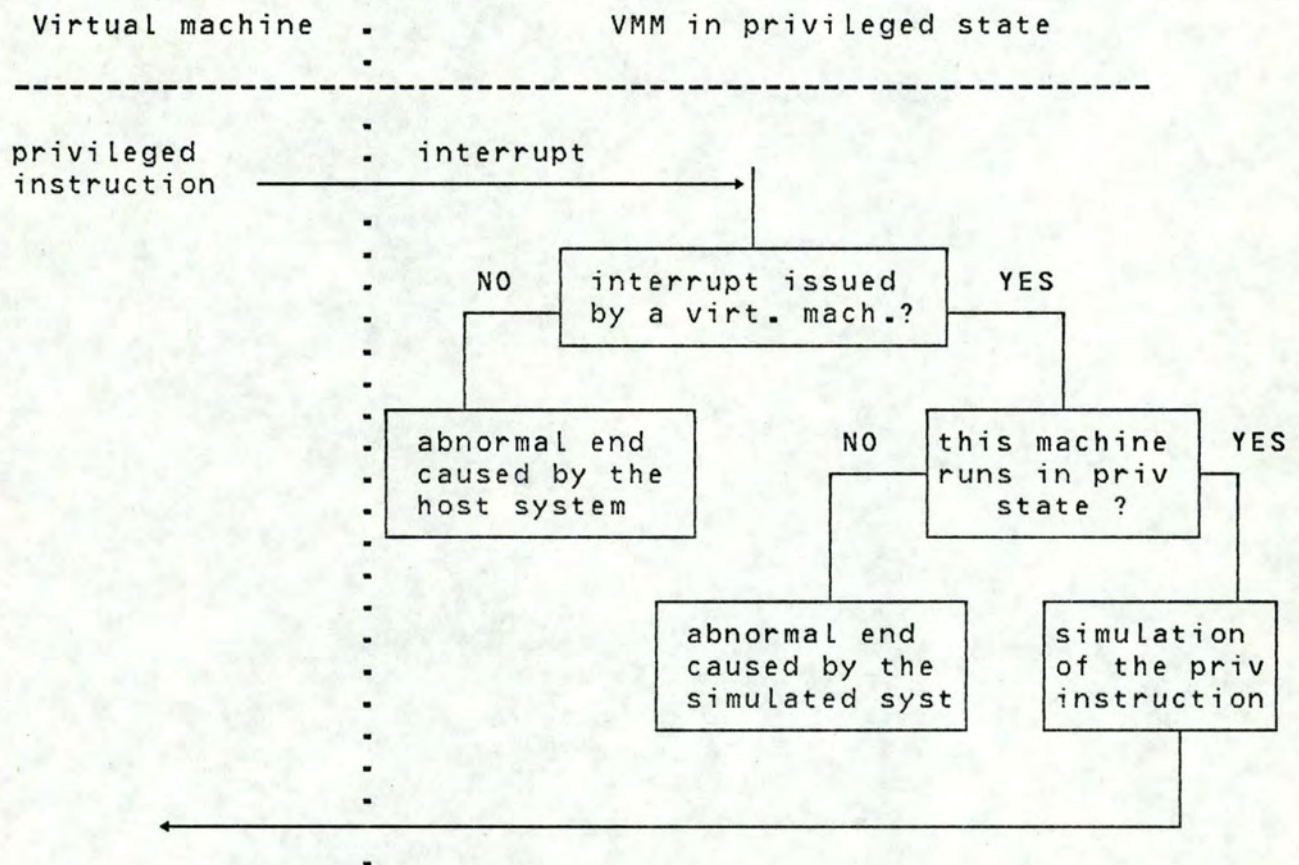 Virtual machine
VMM in privileged state
privileged
instruction
interrupt
NO
interrupt issued
by a virt. mach.?
YES
abnormal end
caused by the
host system
NO
this machine
runs in priv
state ?
YES
abnormal end
caused by the
simulated syst
simulation
of the priv
instruction